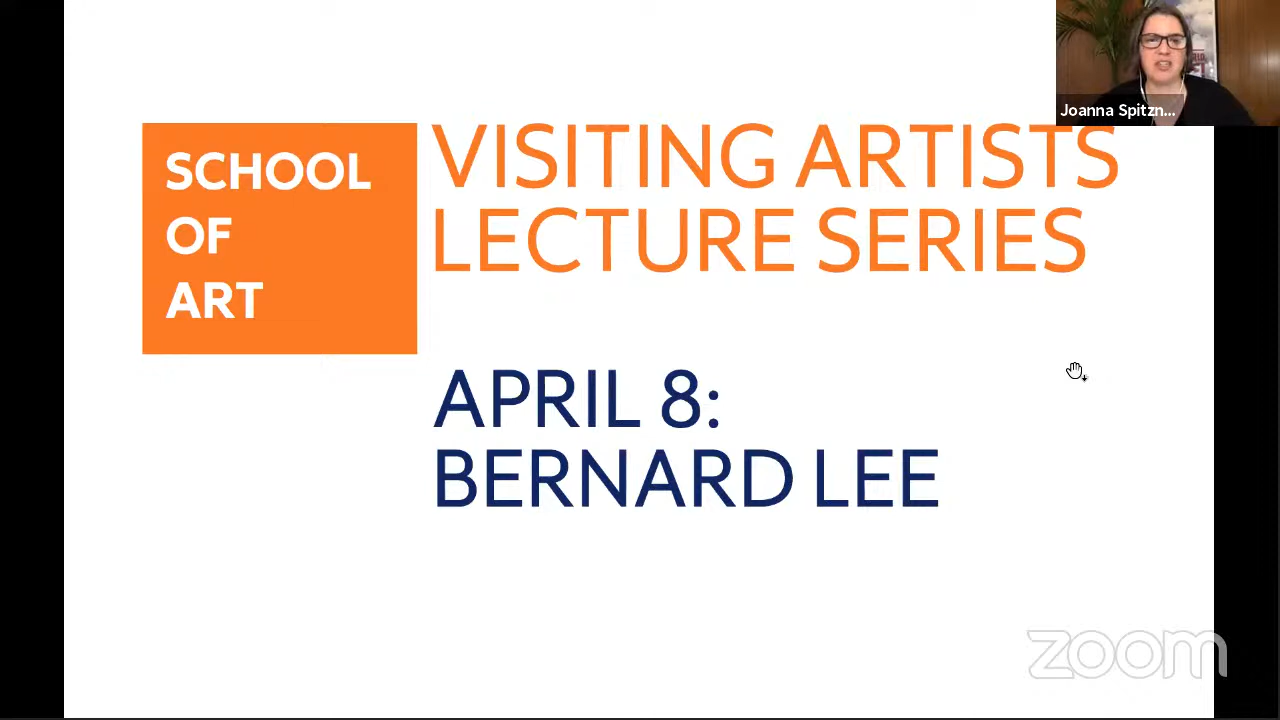 Joanna Spitzn...
SCHOOL
OF
ART
VISITING ARTISTS
LECTURE SERIES
APRIL 8:
BERNARD LEE
zoom